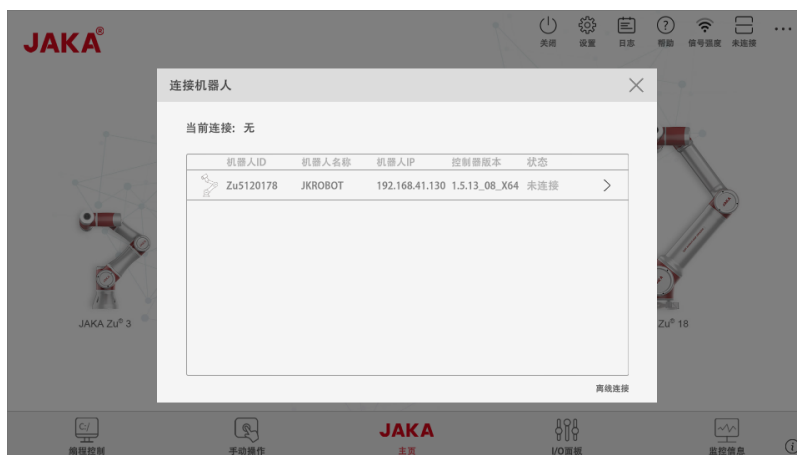 JAKA®
关闭 设置 日志 帮助 信号强度 未连接
连接机器人
当前连接: 无
机器人ID 机器人名称 机器人IP 控制器版本 状态
Zu5120178 JKROBOT 192.168.41.130 1.5.13_08_X64 未连接
JAKA Zu® 3
Zu® 18
离线连接
C:/
JAKA
编程控制 手动操作 主页 I/O面板 监控信息